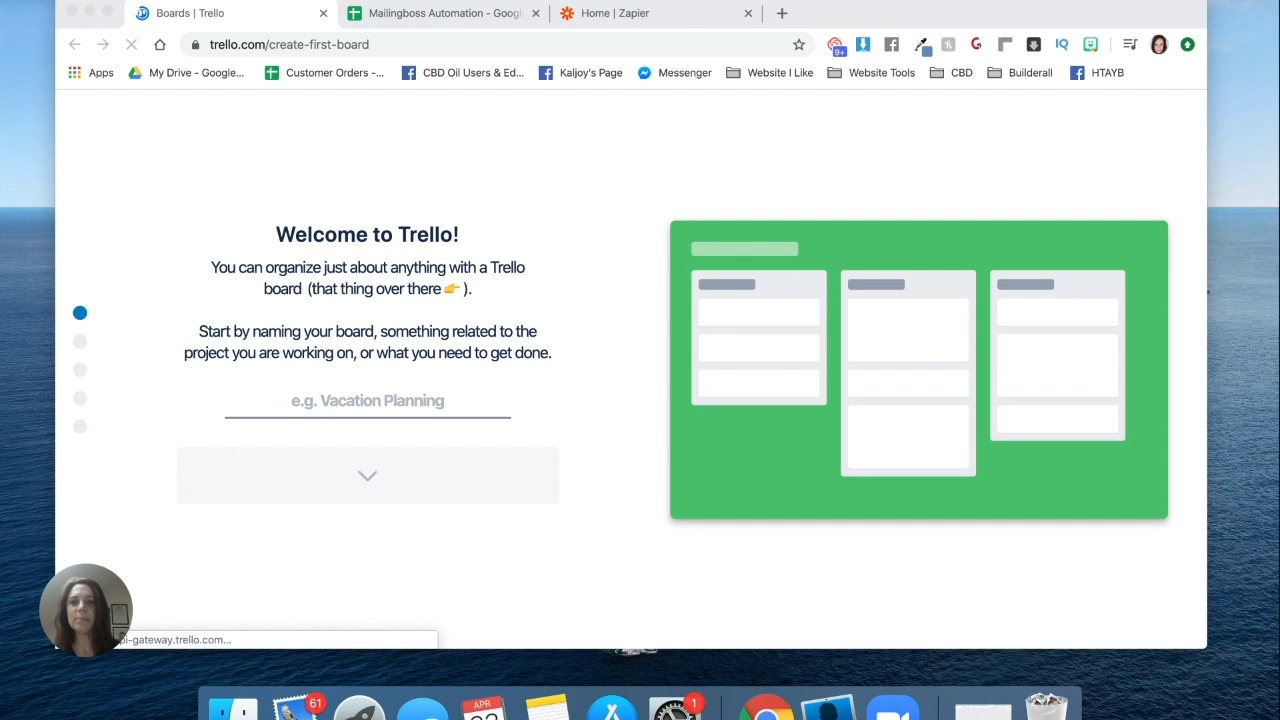 Boards | Trello
Mailingboss Automation - Googl
Home | Zapier
trello.com/create-first-board
9+
IQ
Apps
My Drive - Google...
Customer Orders -...
CBD Oil Users & Ed...
Kaljoy's Page
Messenger
Website I Like
Website Tools
CBD
Builderall
HTAYB
Welcome to Trello!
You can organize just about anything with a Trello
board (that thing over there 👉 ).
Start by naming your board, something related to the
project you are working on, or what you need to get done.
e.g. Vacation Planning
pi-gateway.trello.com...
61
APR
1